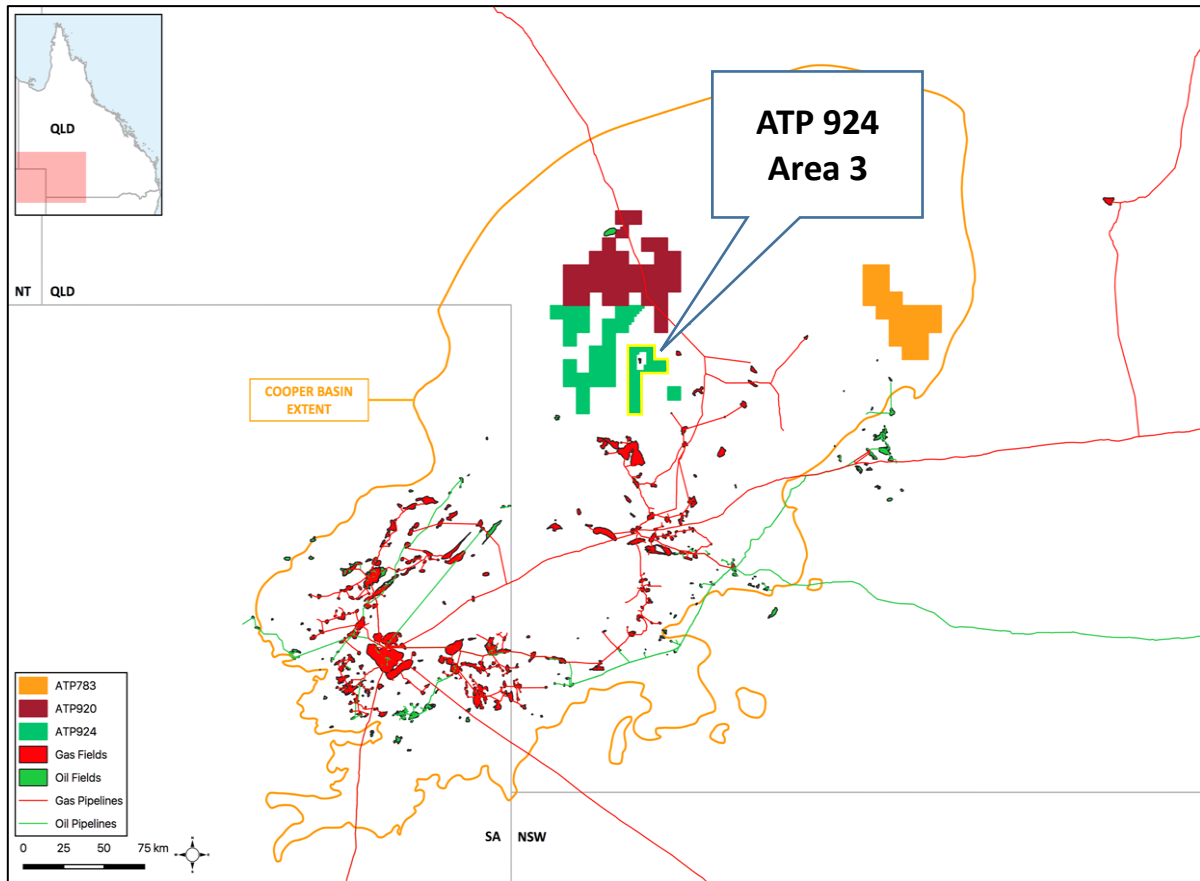 QLD
ATP 924
Area 3
NT
QLD
COOPER BASIN
EXTENT
ATP783
ATP920
ATP924
Gas Fields
Oil Fields
Gas Pipelines
Oil Pipelines
SA
NSW
0 25 50 75 km
N
W E
S